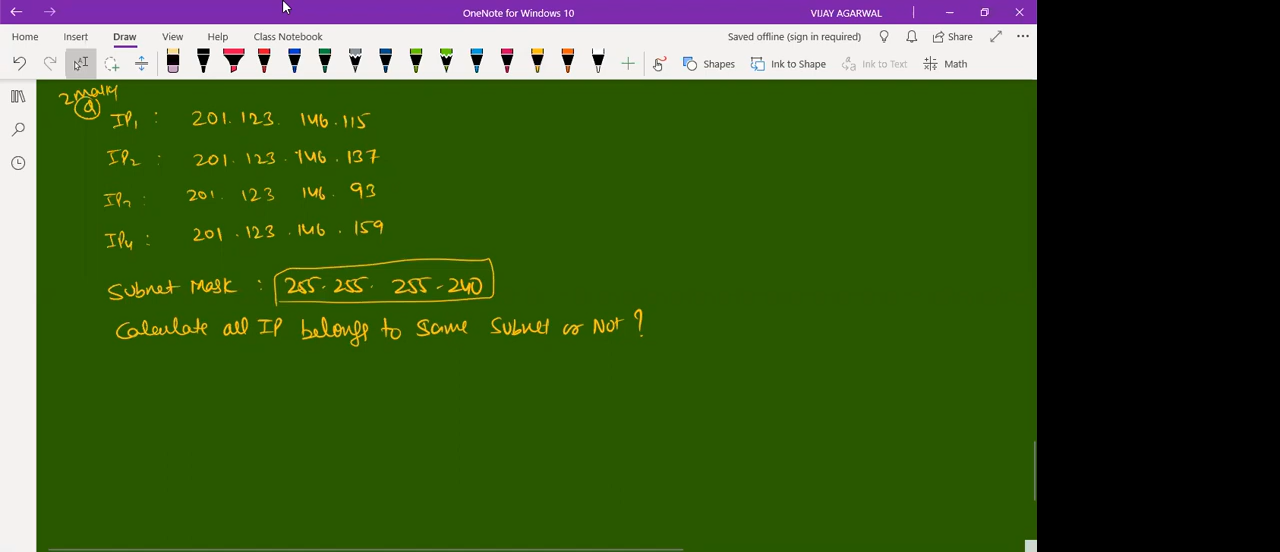 OneNote for Windows 10
VIJAY AGARWAL
Home Insert Draw View Help Class Notebook
Saved offline (sign in required) Share
Shapes Ink to Shape Ink to Text Math
2 mark
Q
IP1 : 201.123. 146.115
IP2 : 201.123.146.137
IP3 : 201. 123 146. 93
IP4 : 201.123.146.159
Subnet Mask : 255.255. 255.240
Calculate all IP belongs to Same Subnet or Not ?